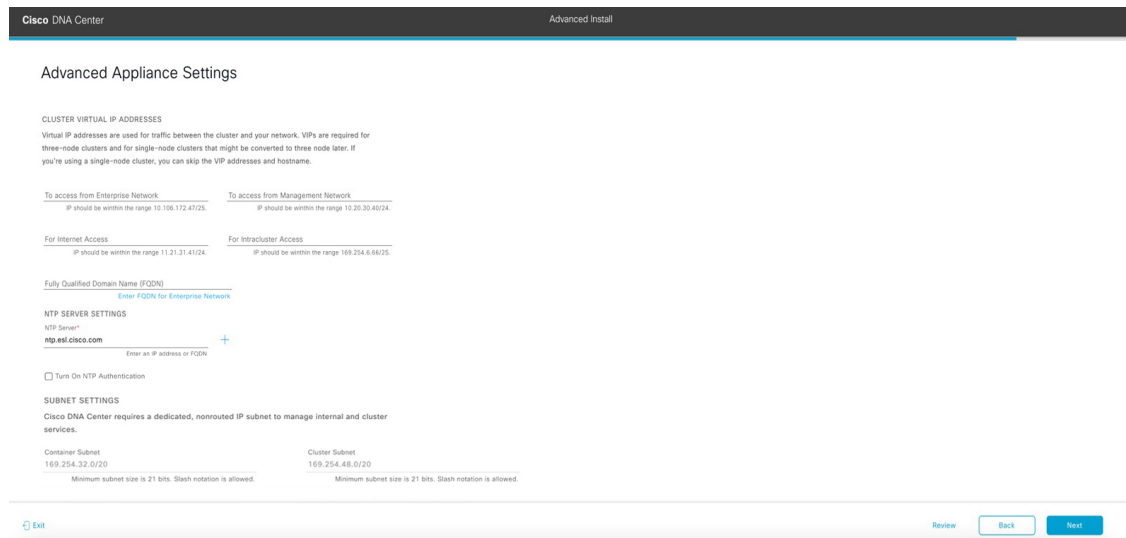 Cisco DNA Center
Advanced Install
Advanced Appliance Settings
CLUSTER VIRTUAL IP ADDRESSES
Virtual IP addresses are used for traffic between the cluster and your network. VIPs are required for
three-node clusters and for single-node clusters that might be converted to three node later. If
you're using a single-node cluster, you can skip the VIP addresses and hostname.
To access from Enterprise Network
IP should be winthin the range 10.106.172.47/25.
To access from Management Network
IP should be winthin the range 10.20.30.40/24.
For Internet Access
IP should be winthin the range 11.21.31.41/24.
For Intracluster Access
IP should be winthin the range 169.254.6.66/25.
Fully Qualified Domain Name (FQDN)
Enter FQDN for Enterprise Network
NTP SERVER SETTINGS
NTP Server*
ntp.esl.cisco.com
Enter an IP address or FQDN
Turn On NTP Authentication
SUBNET SETTINGS
Cisco DNA Center requires a dedicated, nonrouted IP subnet to manage internal and cluster
services.
Container Subnet
169.254.32.0/20
Minimum subnet size is 21 bits. Slash notation is allowed.
Cluster Subnet
169.254.48.0/20
Minimum subnet size is 21 bits. Slash notation is allowed.
Exit
Review
Back
Next